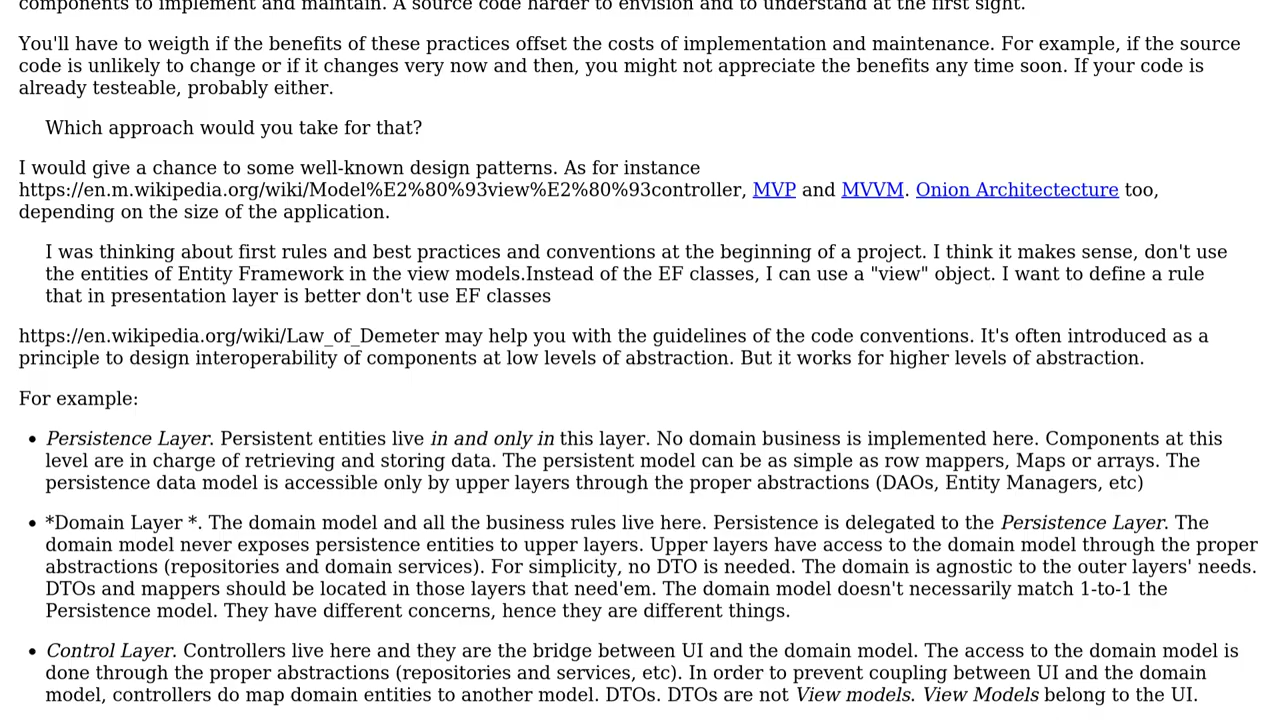 components to implement and maintain. A source code harder to envision and to understand at the first sight.
You'll have to weigth if the benefits of these practices offset the costs of implementation and maintenance. For example, if the source
code is unlikely to change or if it changes very now and then, you might not appreciate the benefits any time soon. If your code is
already testeable, probably either.
Which approach would you take for that?
I would give a chance to some well-known design patterns. As for instance
https://en.m.wikipedia.org/wiki/Model%E2%80%93view%E2%80%93controller, MVP and MVVM. Onion Architectecture too,
depending on the size of the application.
I was thinking about first rules and best practices and conventions at the beginning of a project. I think it makes sense, don't use
the entities of Entity Framework in the view models.Instead of the EF classes, I can use a "view" object. I want to define a rule
that in presentation layer is better don't use EF classes
https://en.wikipedia.org/wiki/Law_of_Demeter may help you with the guidelines of the code conventions. It's often introduced as a
principle to design interoperability of components at low levels of abstraction. But it works for higher levels of abstraction.
For example:
• Persistence Layer. Persistent entities live in and only in this layer. No domain business is implemented here. Components at this
level are in charge of retrieving and storing data. The persistent model can be as simple as row mappers, Maps or arrays. The
persistence data model is accessible only by upper layers through the proper abstractions (DAOs, Entity Managers, etc)
• *Domain Layer *. The domain model and all the business rules live here. Persistence is delegated to the Persistence Layer. The
domain model never exposes persistence entities to upper layers. Upper layers have access to the domain model through the proper
abstractions (repositories and domain services). For simplicity, no DTO is needed. The domain is agnostic to the outer layers' needs.
DTOs and mappers should be located in those layers that need'em. The domain model doesn't necessarily match 1-to-1 the
Persistence model. They have different concerns, hence they are different things.
• Control Layer. Controllers live here and they are the bridge between UI and the domain model. The access to the domain model is
done through the proper abstractions (repositories and services, etc). In order to prevent coupling between UI and the domain
model, controllers do map domain entities to another model. DTOs. DTOs are not View models. View Models belong to the UI.